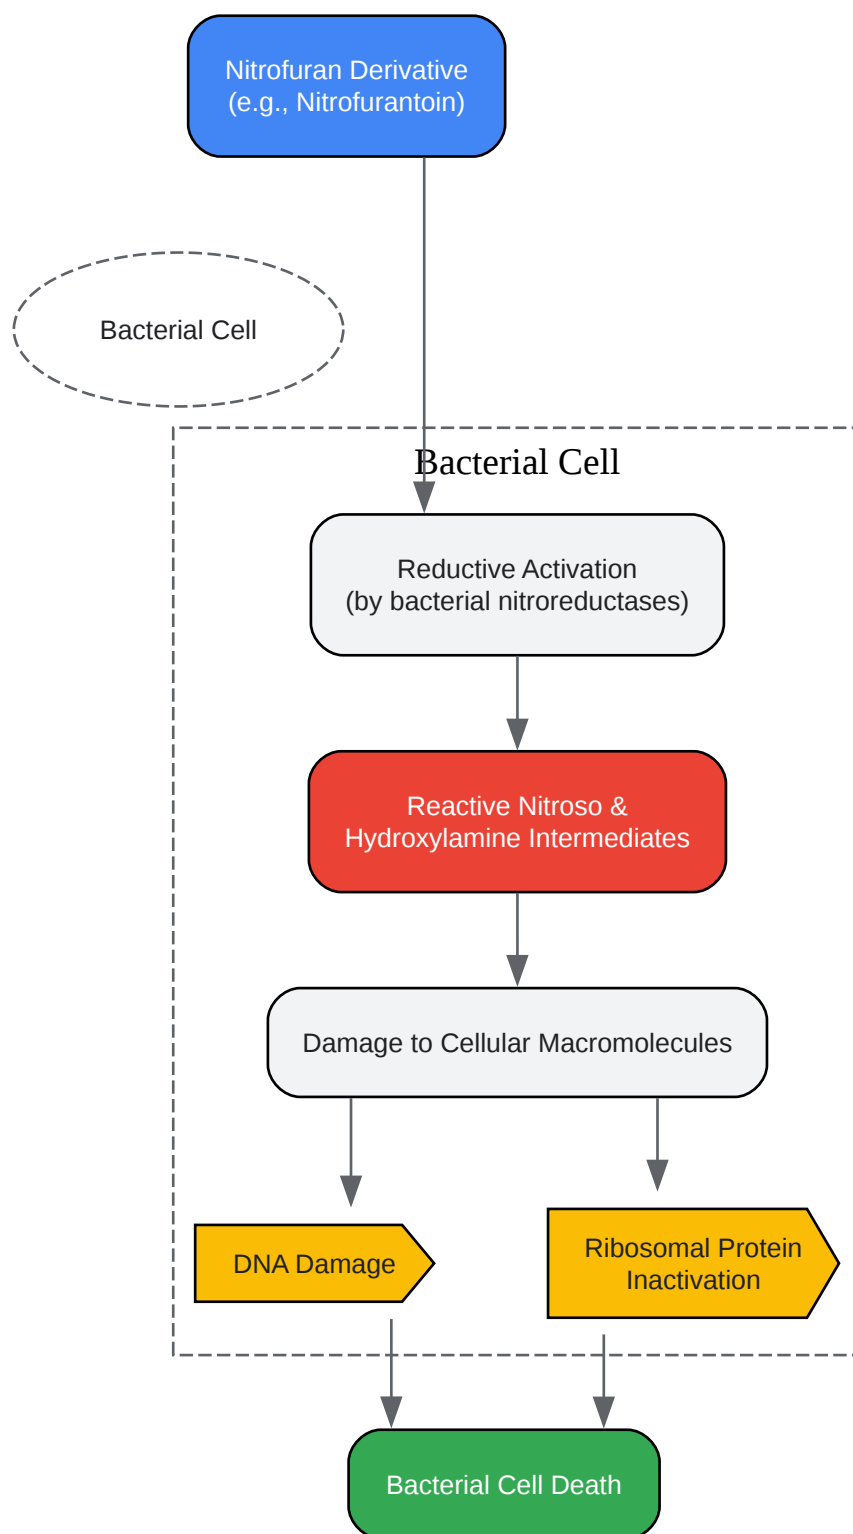 Nitrofuran Derivative
(e.g., Nitrofurantoin)
Bacterial Cell
Bacterial Cell
Reductive Activation
(by bacterial nitroreductases)
Reactive Nitroso &
Hydroxylamine Intermediates
Damage to Cellular Macromolecules
DNA Damage
Ribosomal Protein
Inactivation
Bacterial Cell Death